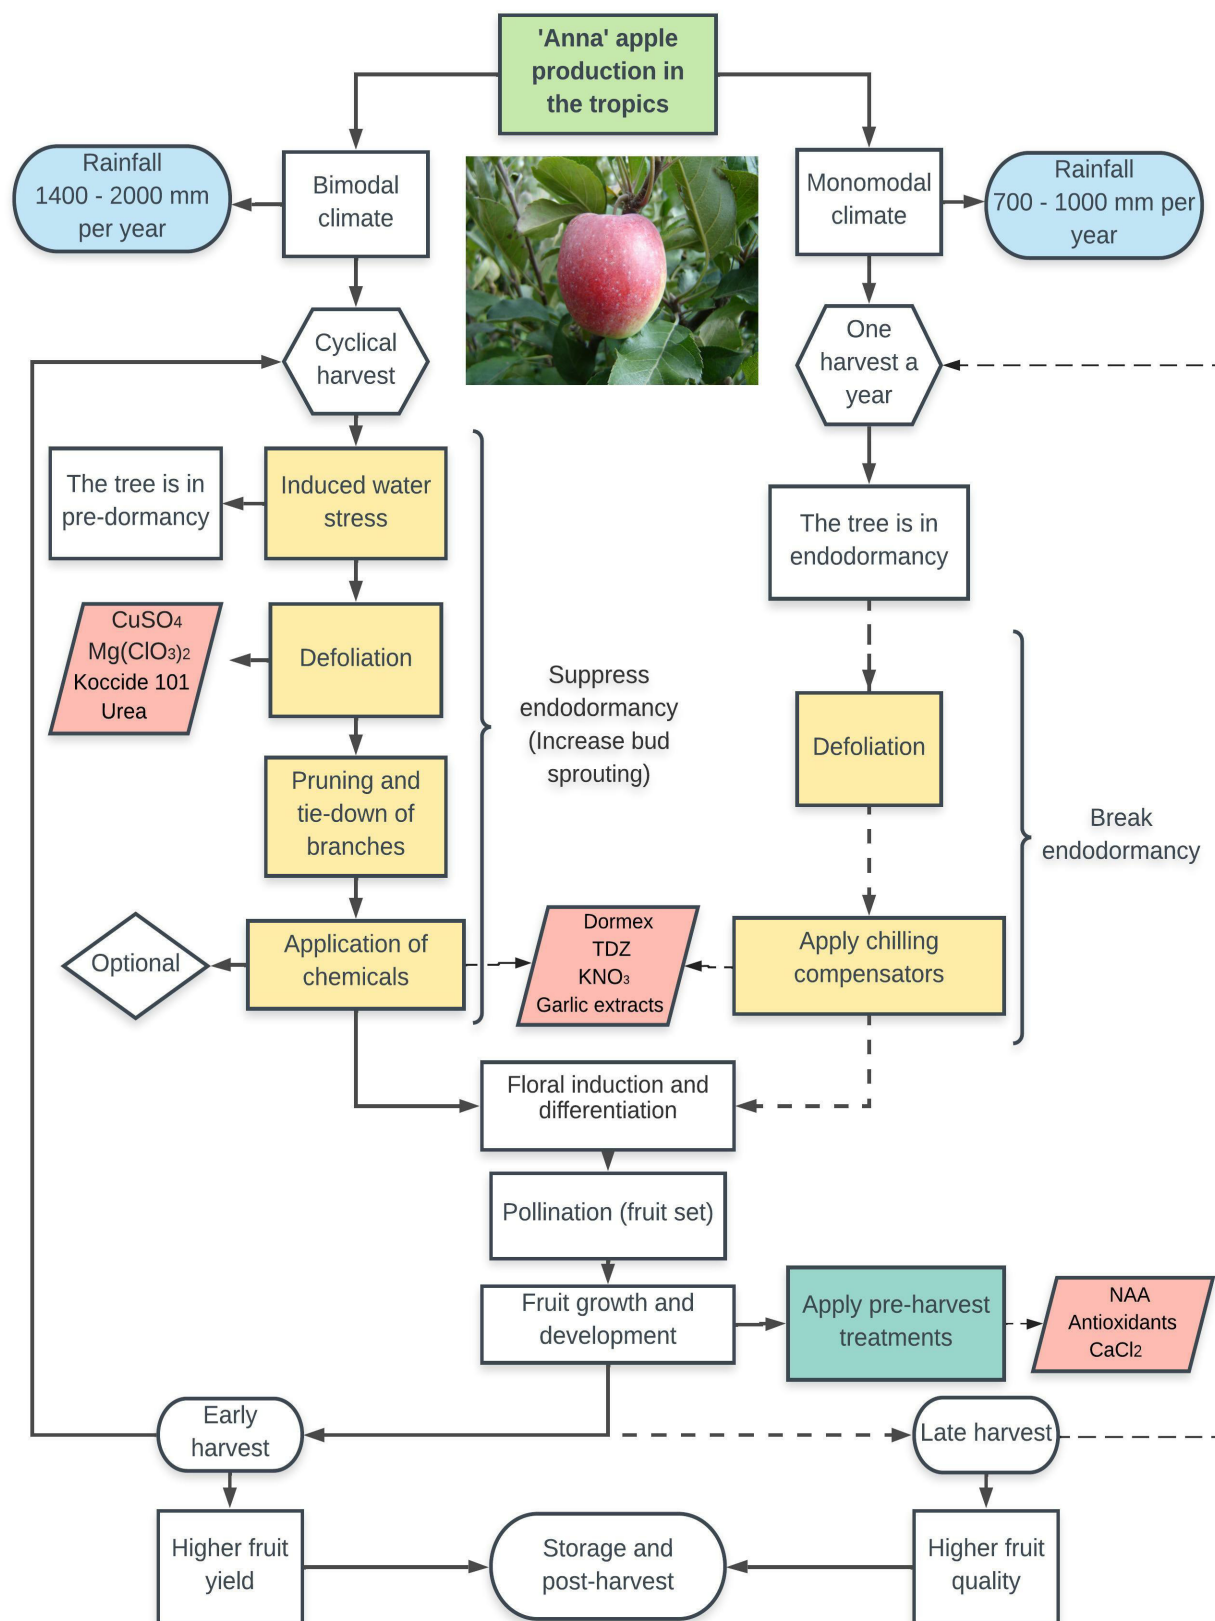 'Anna' apple
production in
the tropics
Rainfall
1400 - 2000 mm
per year
Bimodal
climate
Monomodal
climate
Rainfall
700 - 1000 mm per
year
Cyclical
harvest
One
harvest a
year
The tree is in
pre-dormancy
Induced water
stress
The tree is in
endodormancy
CuSO4
Mg(ClO3)2
Koccide 101
Urea
Defoliation
Suppress
endodormancy
(Increase bud
sprouting)
Defoliation
Pruning and
tie-down of
branches
Break
endodormancy
Optional
Application of
chemicals
Dormex
TDZ
KNO3
Garlic extracts
Apply chilling
compensators
Floral induction and
differentiation
Pollination (fruit set)
Fruit growth and
development
Apply pre-harvest
treatments
NAA
Antioxidants
CaCl2
Early
harvest
Late harvest
Higher fruit
yield
Storage and
post-harvest
Higher fruit
quality